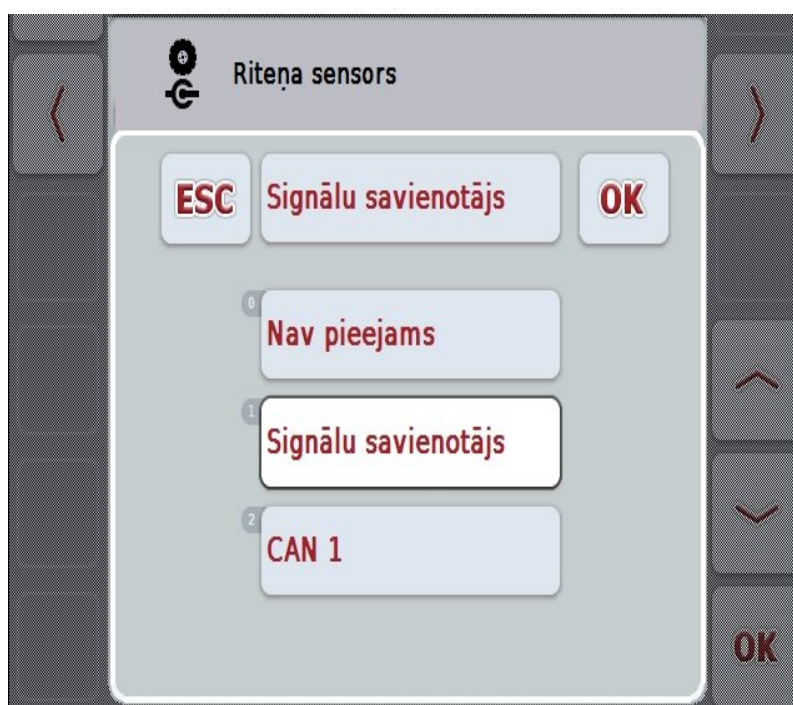 Riteņa sensors
ESC Signālu savienotājs OK
0
Nav pieejams
1
Signālu savienotājs
2
CAN 1
OK